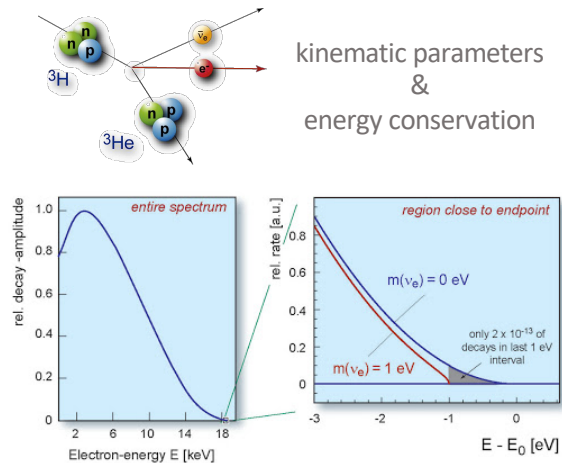 n
n
p
³H
ν̄e
e⁻
n
p
p
³He
kinematic parameters
&
energy conservation
entire spectrum
rel. decay -amplitude
1.0
0.8
0.6
0.4
0.2
0
2
6
10
14
18
Electron-energy E [keV]
region close to endpoint
rel. rate [a.u.]
0.8
0.6
0.4
0.2
0
m(νe) = 0 eV
only 2 x 10⁻¹³ of
decays in last 1 eV
interval
m(νe) = 1 eV
-3
-2
-1
0
E - E₀ [eV]